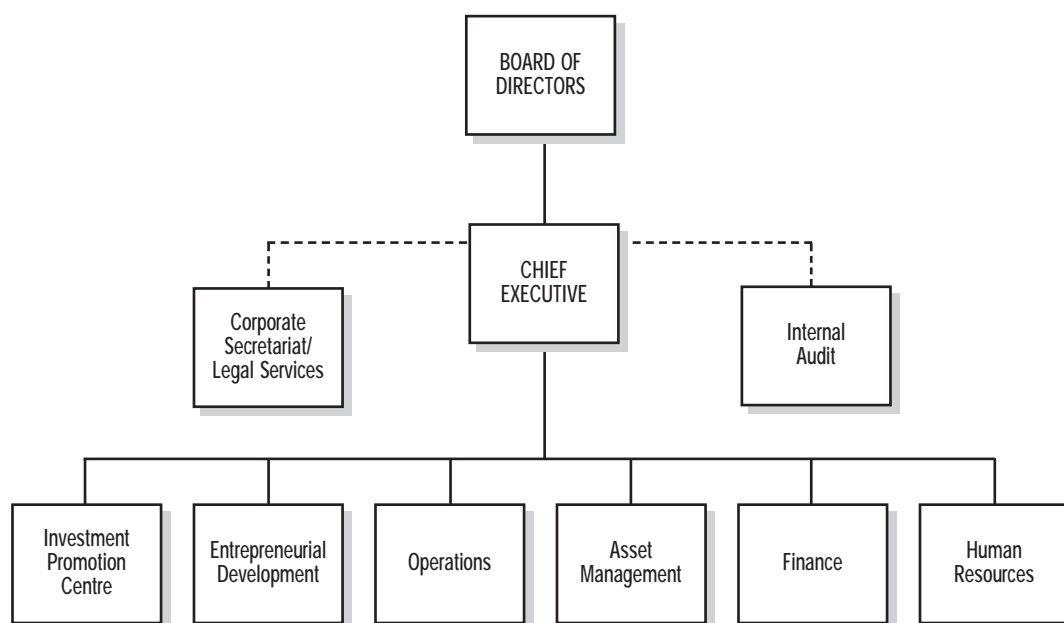 BOARD OF
DIRECTORS
CHIEF
EXECUTIVE
Corporate
Secretariat/
Legal Services
Internal
Audit
Investment
Promotion
Centre
Entrepreneurial
Development
Operations
Asset
Management
Finance
Human
Resources